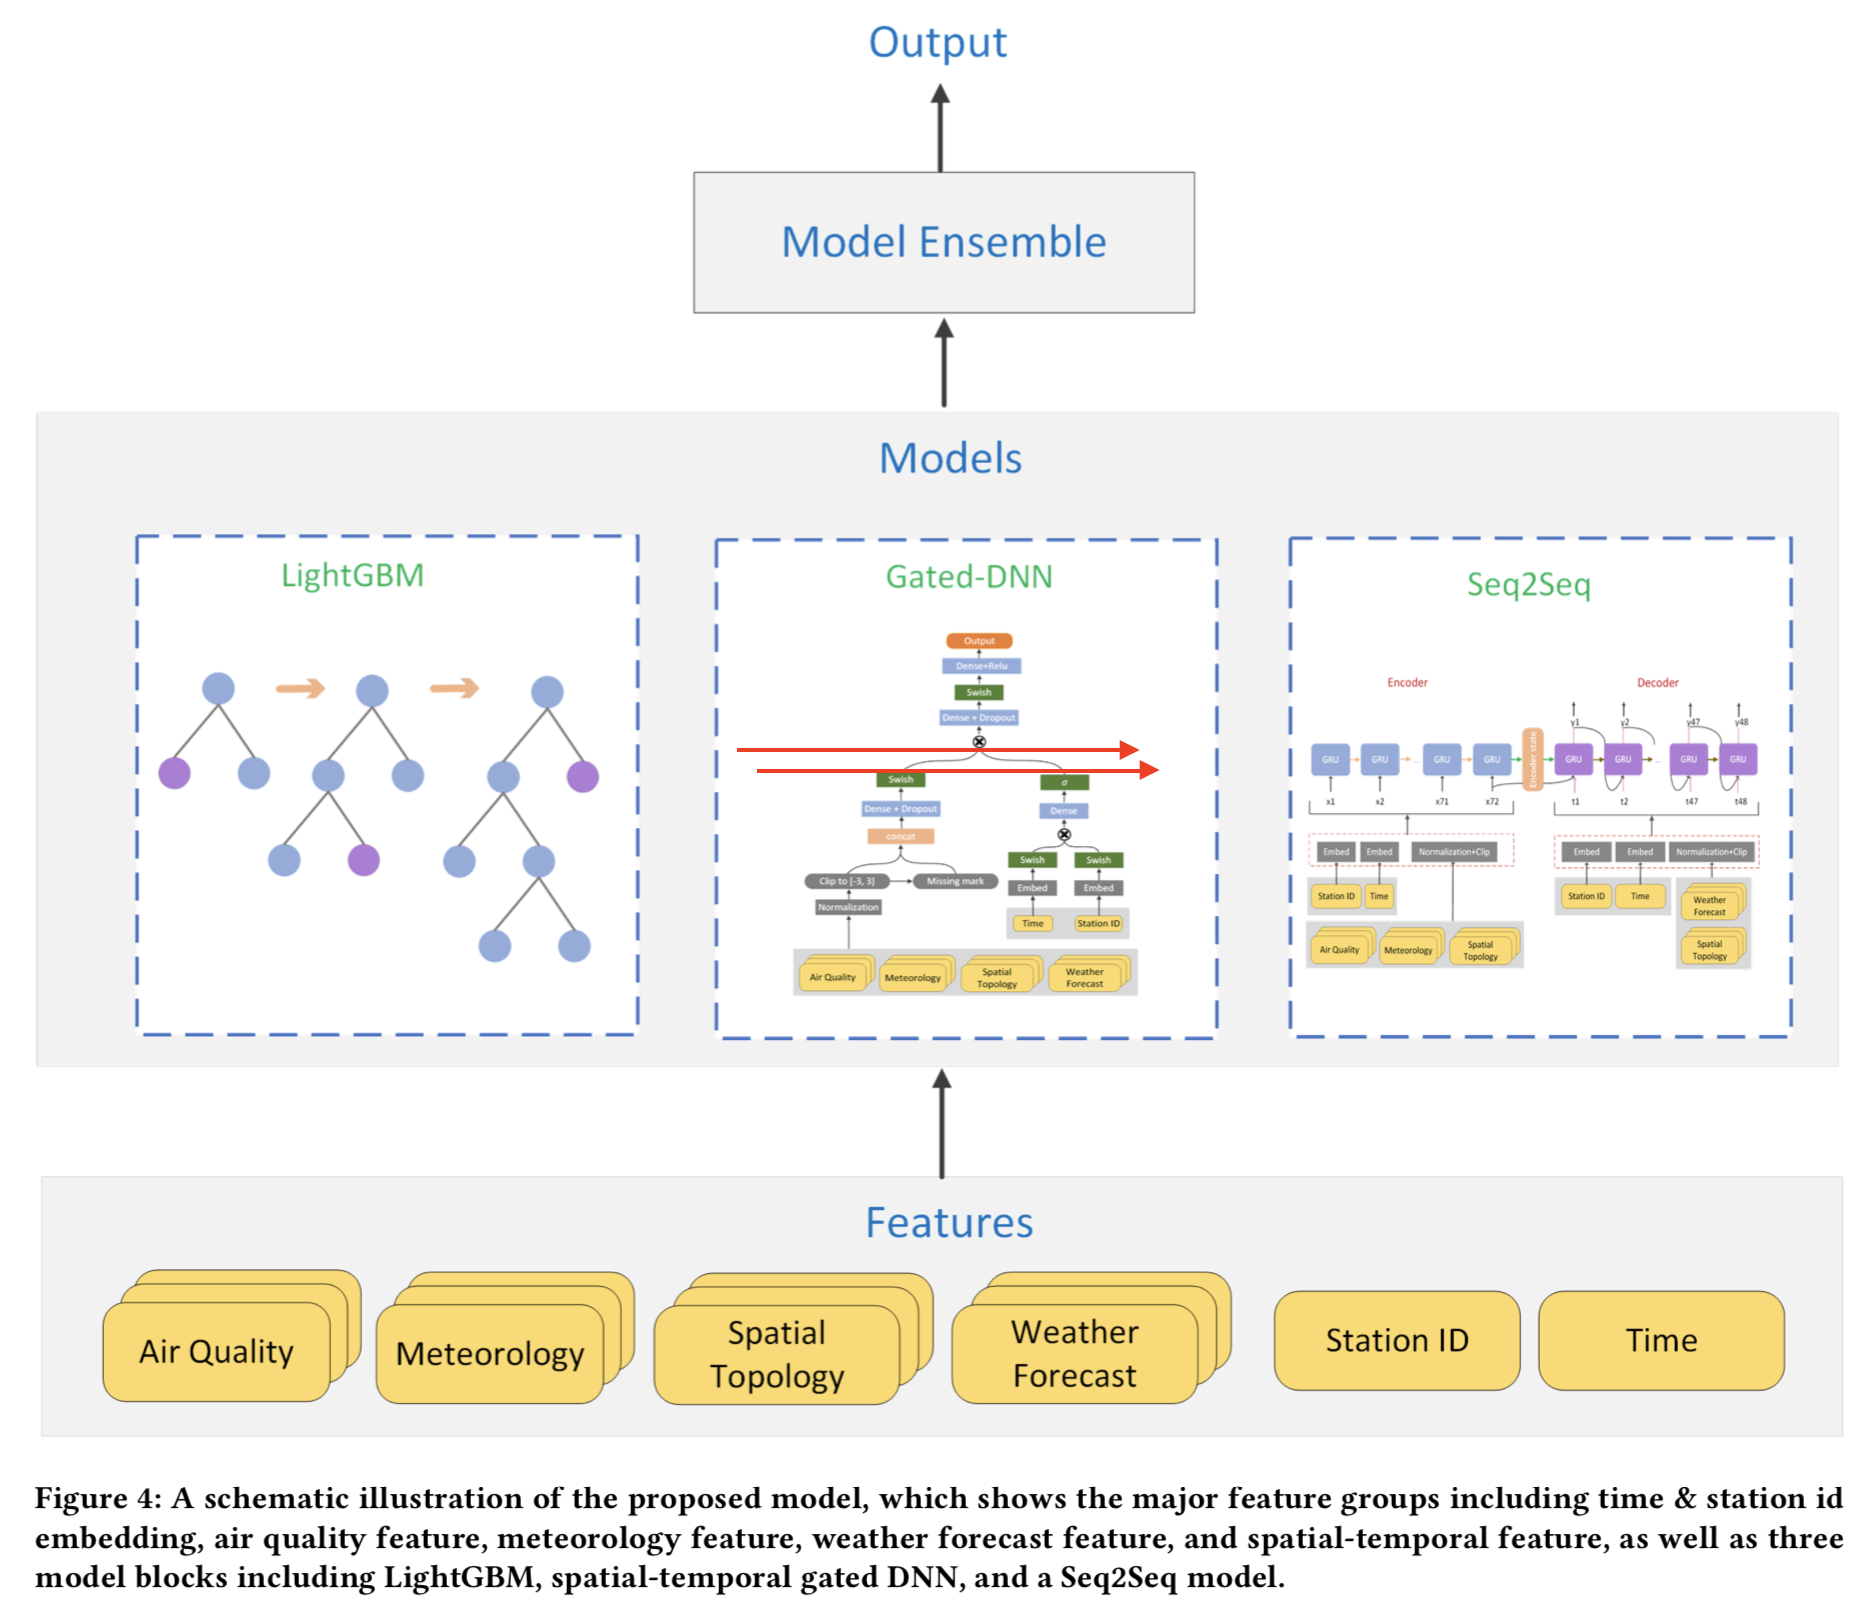 Output
Model Ensemble
Models
LightGBM
Gated-DNN
Output
Dense+Relu
Swish
Dense + Dropout
Swish
σ
Dense + Dropout
Dense
concat
Swish
Swish
Clip to [-3, 3]
Missing mark
Embed
Embed
Normalization
Time
Station ID
Air Quality
Meteorology
Spatial
Topology
Weather
Forecast
Seq2Seq
Encoder
Decoder
y1
y2
y47
y48
GRU
GRU
...
GRU
GRU
Encoder state
GRU
GRU
...
GRU
GRU
x1
x2
x71
x72
t1
t2
t47
t48
Embed
Embed
Normalization+Clip
Embed
Embed
Normalization+Clip
Station ID
Time
Station ID
Time
Weather
Forecast
Air Quality
Meteorology
Spatial
Topology
Spatial
Topology
Features
Air Quality
Meteorology
Spatial
Topology
Weather
Forecast
Station ID
Time
Figure 4: A schematic illustration of the proposed model, which shows the major feature groups including time & station id
embedding, air quality feature, meteorology feature, weather forecast feature, and spatial-temporal feature, as well as three
model blocks including LightGBM, spatial-temporal gated DNN, and a Seq2Seq model.